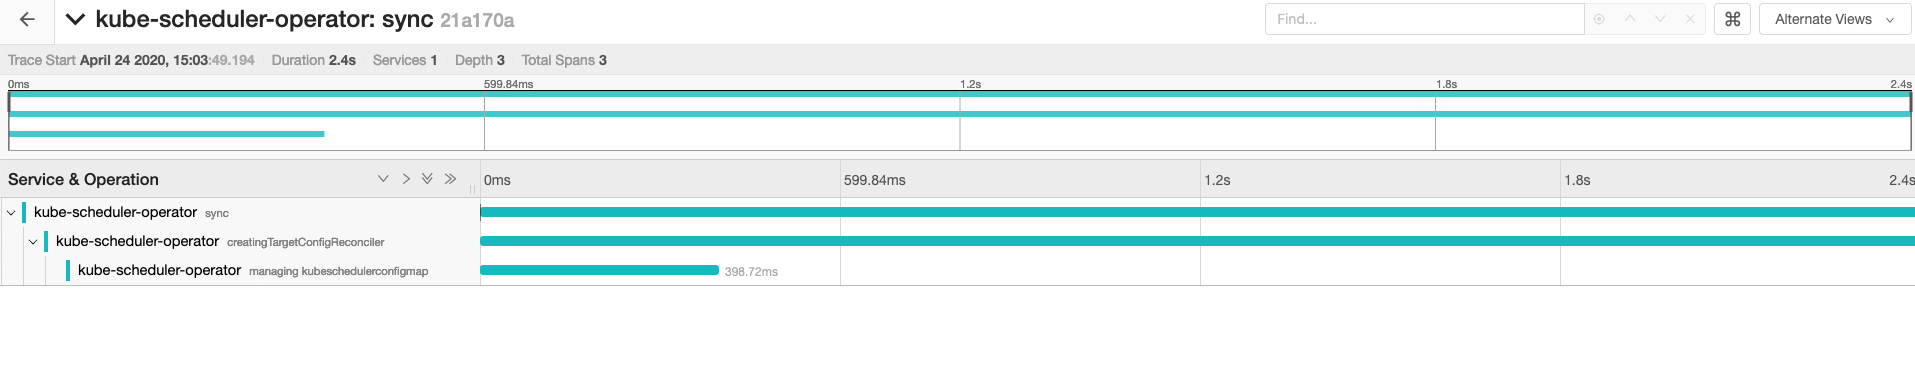 kube-scheduler-operator: sync 21a170a
Find...
Alternate Views
Trace Start April 24 2020, 15:03:49.194 Duration 2.4s Services 1 Depth 3 Total Spans 3
0ms 599.84ms 1.2s 1.8s 2.4s
Service & Operation 0ms 599.84ms 1.2s 1.8s 2.4s
kube-scheduler-operator sync
kube-scheduler-operator creatingTargetConfigReconciler
kube-scheduler-operator managing kubeschedulerconfigmap 398.72ms